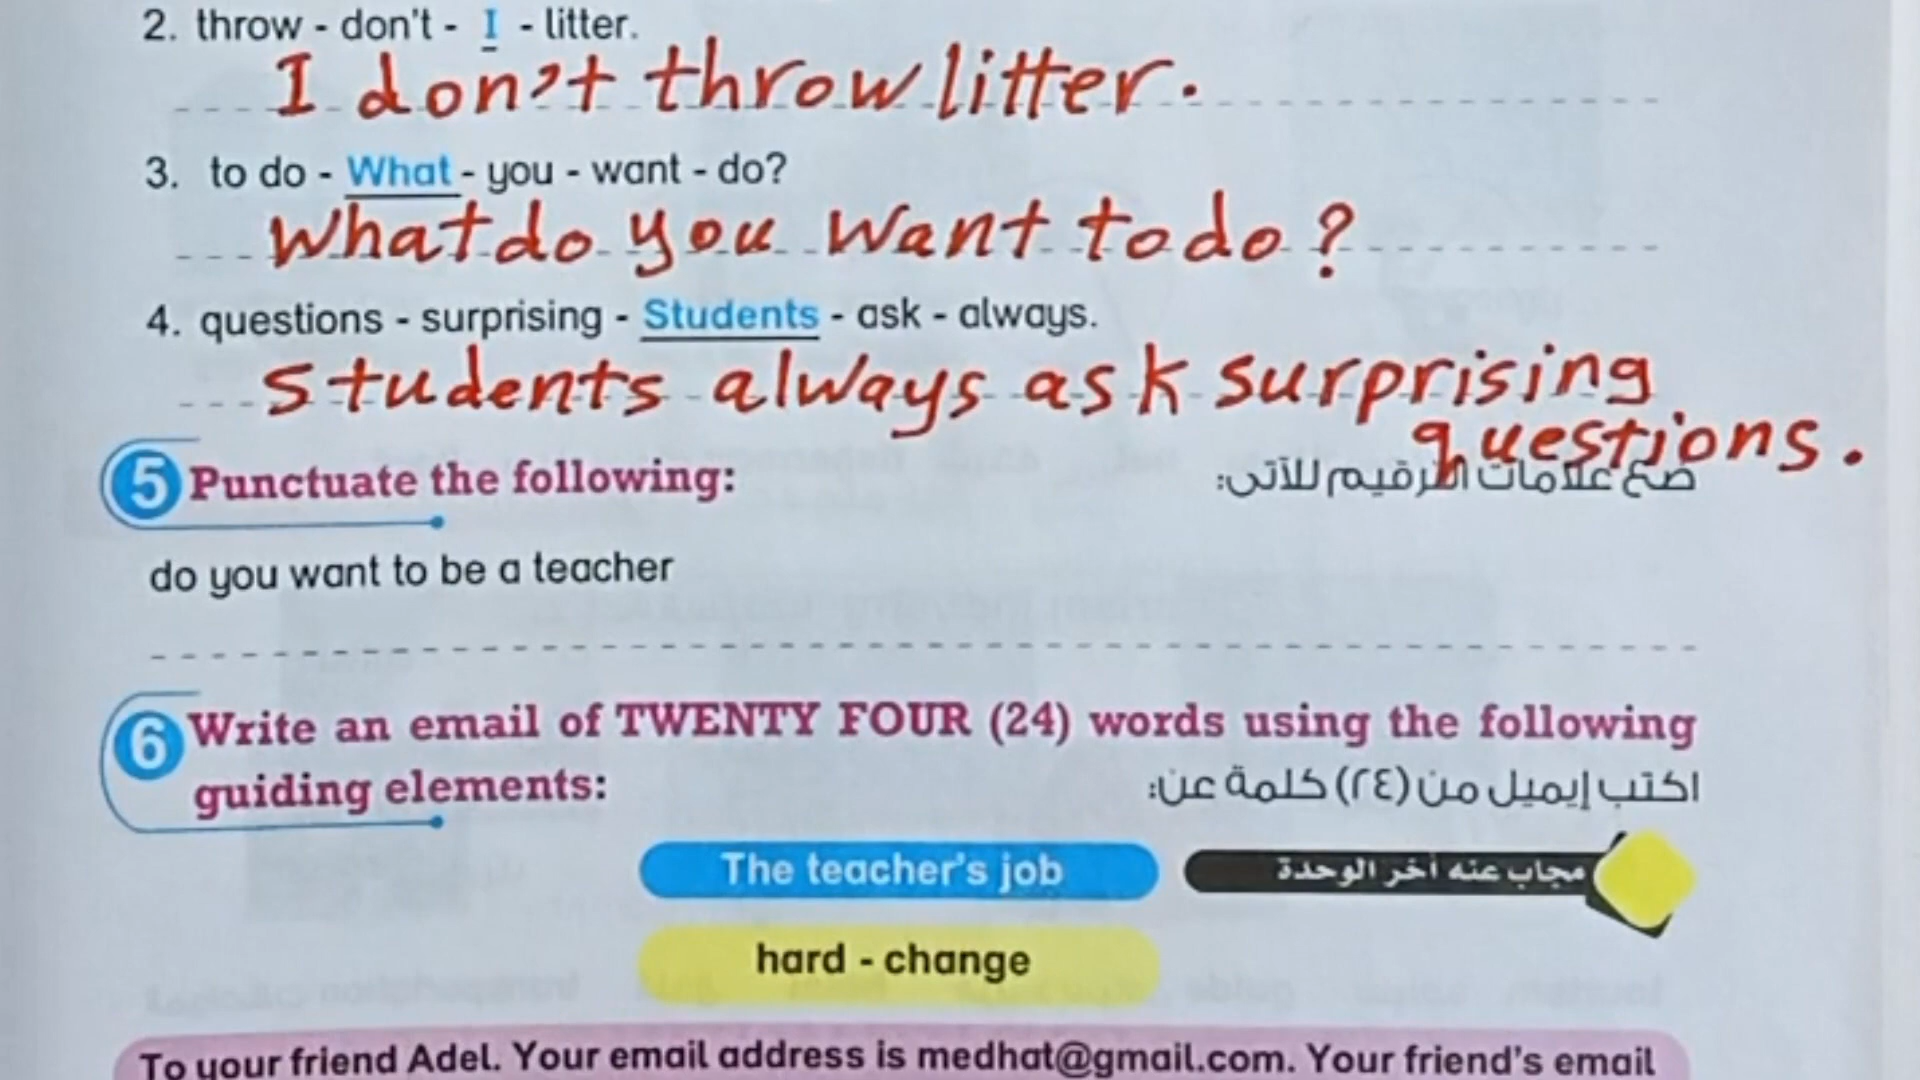 2. throw - don't - I - litter.
I don't throw litter.
3. to do - What - you - want - do?
What do you want to do?
4. questions - surprising - Students - ask - always.
students always ask surprising
questions.
5 Punctuate the following:
ضع علامات الترقيم للآتى:
do you want to be a teacher
6 Write an email of TWENTY FOUR (24) words using the following
guiding elements:
اكتب إيميل من (٢٤) كلمة عن:
The teacher's job
مجاب عنه آخر الوحدة
hard - change
To your friend Adel. Your email address is medhat@gmail.com. Your friend's email